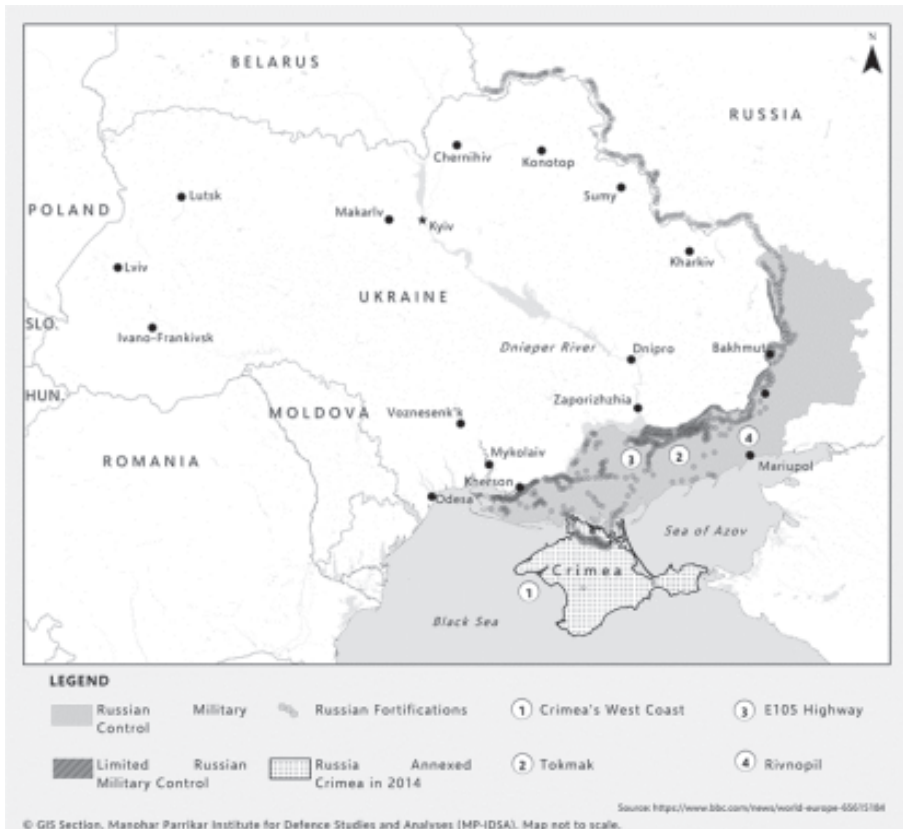 N
BELARUS
RUSSIA
Chernihiv
Konotop
Sumy
Lutsk
POLAND
Makariv
Kyiv
Kharkiv
Lviv
UKRAINE
SLO.
Ivano-Frankivsk
Dnieper River
Dnipro
Bakhmut
HUN.
Zaporizhzhia
MOLDOVA
Voznesenk'k
4
3
2
ROMANIA
Mykolaiv
Mariupol
Kherson
Odesa
Sea of Azov
Crimea
1
Black Sea
LEGEND
Russian Military Control
Russian Fortifications
1 Crimea's West Coast
3 E105 Highway
Limited Russian Military Control
Russia Annexed Crimea in 2014
2 Tokmak
4 Rivnopil
Source: https://www.bbc.com/news/world-europe-65615184
© GIS Section, Manohar Parrikar Institute for Defence Studies and Analyses (MP-IDSA). Map not to scale.